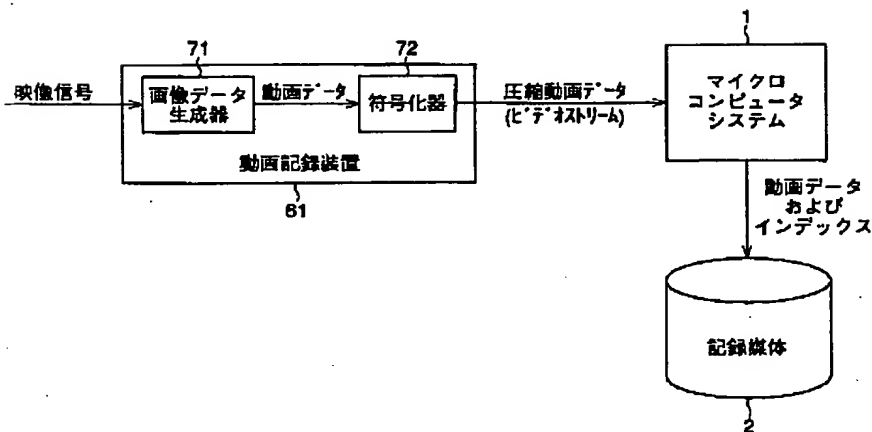 71
72
1
映像信号
画像データ
生成器
動画データ
符号化器
動画記録装置
61
圧縮動画データ
(ビデオストリーム)
マイクロ
コンピュータ
システム
動画データ
および
インデックス
記録媒体
2